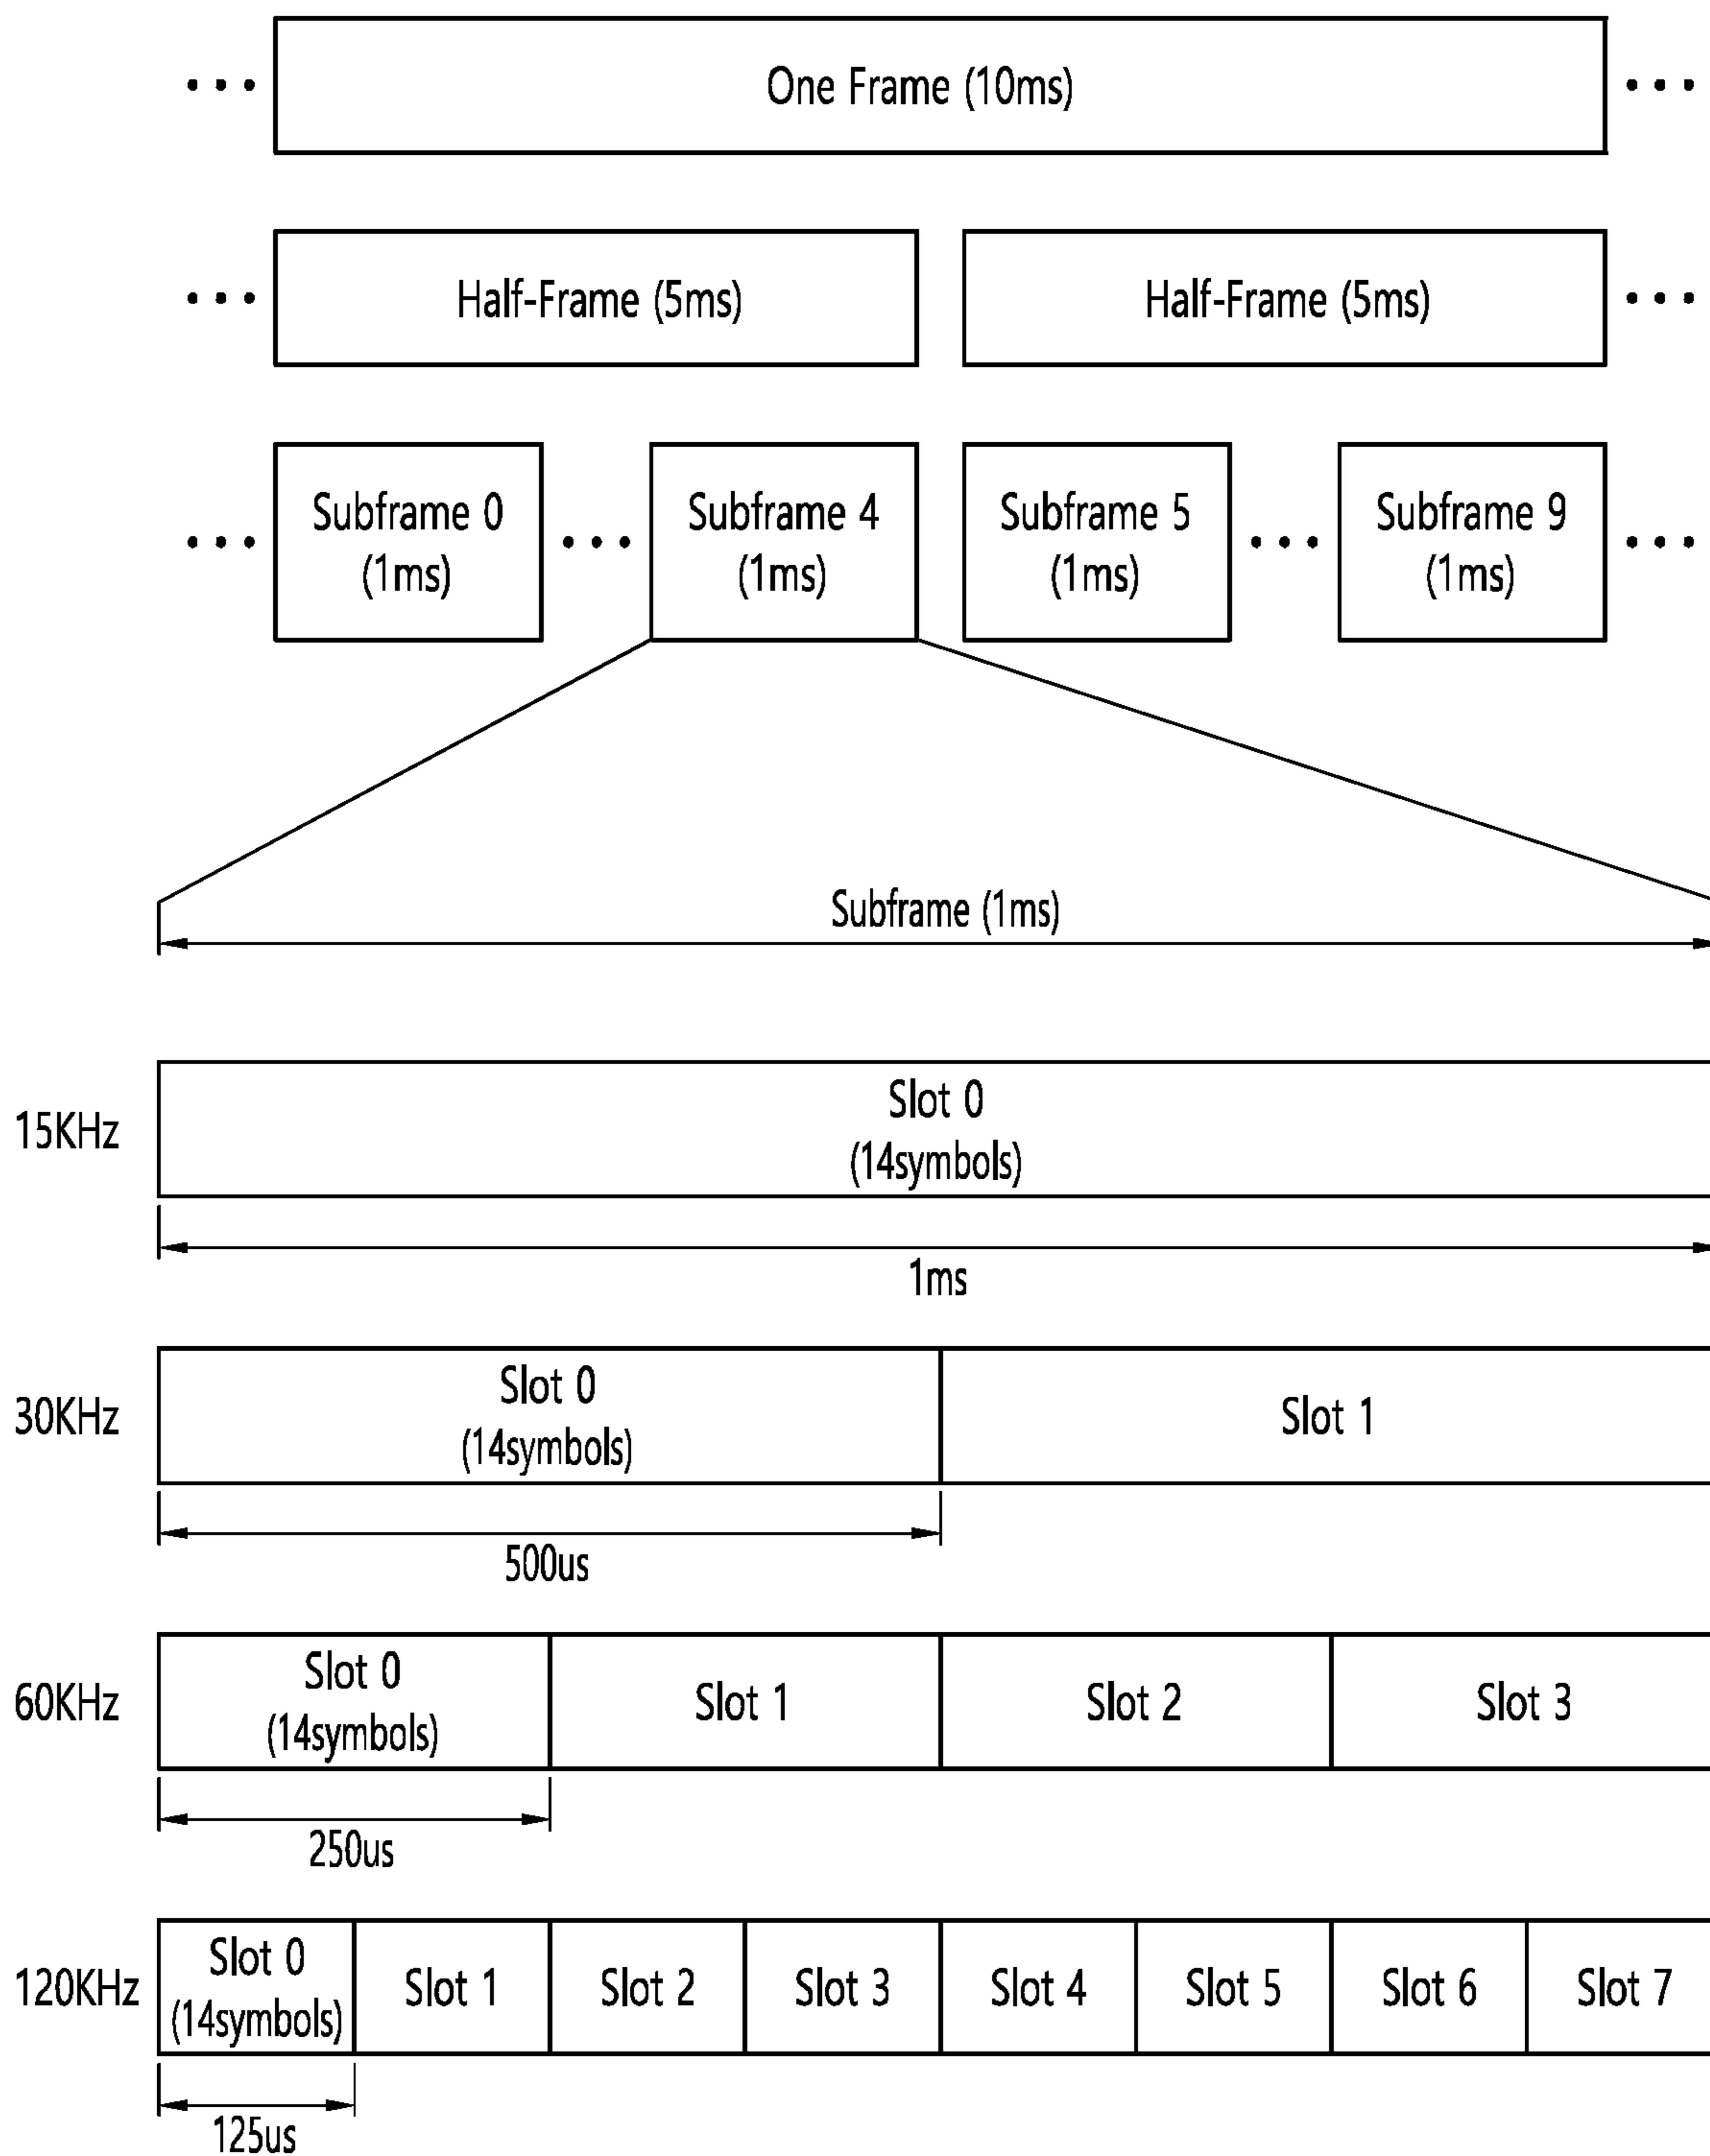 One Frame (10ms)
Half-Frame (5ms)
Half-Frame (5ms)
Subframe 0
(1ms)
Subframe 4
(1ms)
Subframe 5
(1ms)
Subframe 9
(1ms)
Subframe (1ms)
15KHz
Slot 0
(14symbols)
1ms
30KHz
Slot 0
(14symbols)
Slot 1
500us
60KHz
Slot 0
(14symbols)
Slot 1
Slot 2
Slot 3
250us
120KHz
Slot 0
(14symbols)
Slot 1
Slot 2
Slot 3
Slot 4
Slot 5
Slot 6
Slot 7
125us